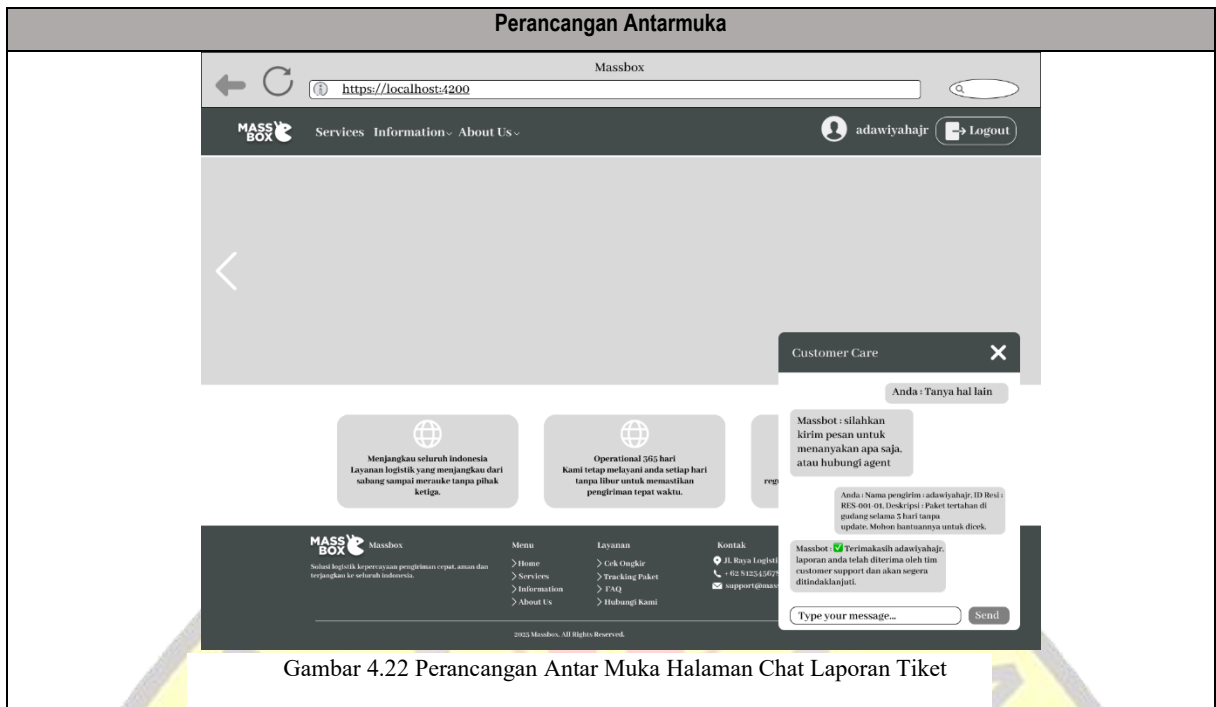 Perancangan Antarmuka
Massbox
https://localhost:4200
MASS
BOX
Services Information About Us
adawiyahajr
Logout
Customer Care
Anda : Tanya hal lain
Massbot : silahkan
kirim pesan untuk
menanyakan apa saja,
atau hubungi agent
Anda : Nama pengirim : adawiyahajr, ID Resi :
RES-001-01, Deskripsi : Paket tertahan di
gudang selama 3 hari tanpa
update. Mohon bantuannya untuk dicek.
Massbot : ✅ Terimakasih adawiyahajr,
laporan anda telah diterima oleh tim
customer support dan akan segera
ditindaklanjuti.
Type your message...
Send
Menjangkau seluruh indonesia
Layanan logistik yang menjangkau dari
sabang sampai merauke tanpa pihak
ketiga.
Operational 365 hari
Kami tetap melayani anda setiap hari
tanpa libur untuk memastikan
pengiriman tepat waktu.
MASS
BOX
Massbox
Solusi logistik kepercayaan pengiriman cepat, aman dan
terjangkau ke seluruh indonesia.
Menu
> Home
> Services
> Information
> About Us
Layanan
> Cek Ongkir
> Tracking Paket
> FAQ
> Hubungi Kami
Kontak
Jl. Raya Logisti
+ 62 812345678
support@mass
2025 Massbox. All Rights Reserved.
Gambar 4.22 Perancangan Antar Muka Halaman Chat Laporan Tiket